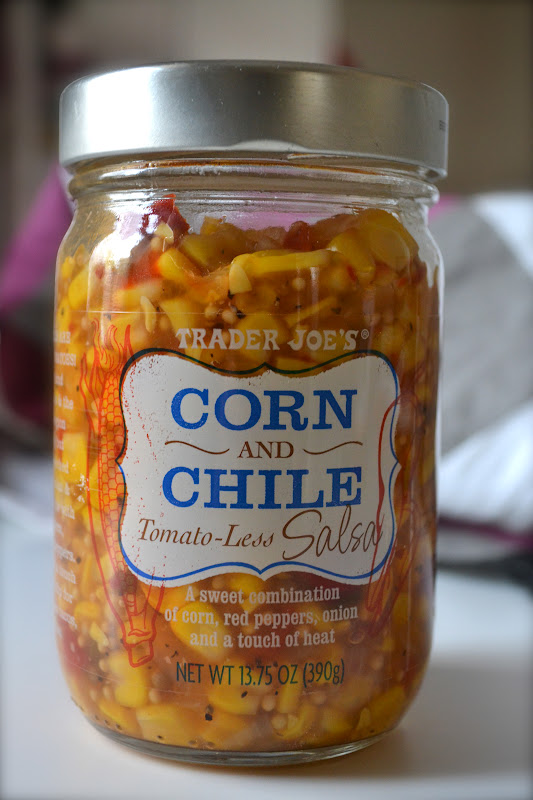 TRADER JOE'S®
CORN
AND
CHILE
Tomato-Less Salsa
A sweet combination
of corn, red peppers, onion
and a touch of heat
NET WT 13.75 OZ (390g)